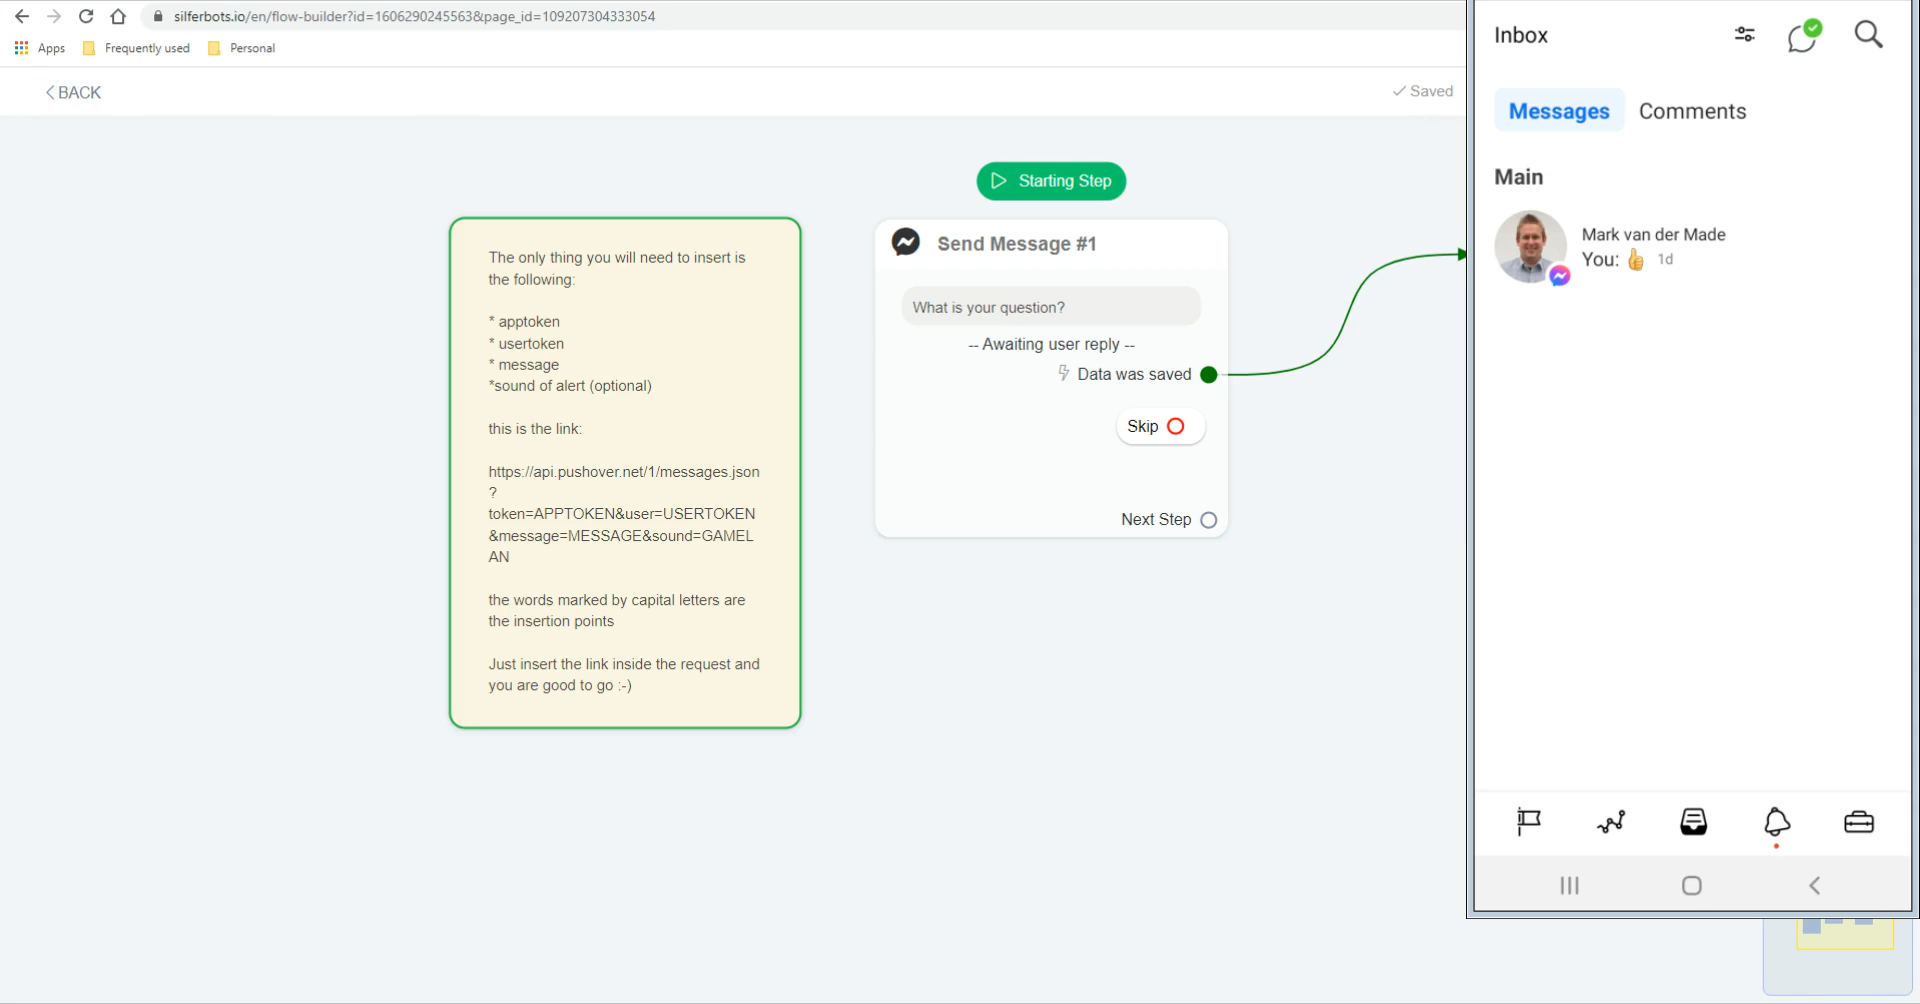 silferbots.io/en/flow-builder?id=1606290245563&page_id=109207304333054
Apps
Frequently used
Personal
BACK
Saved
Starting Step
The only thing you will need to insert is
the following:
* apptoken
* usertoken
* message
*sound of alert (optional)
this is the link:
https://api.pushover.net/1/messages.json
?
token=APPTOKEN&user=USERTOKEN
&message=MESSAGE&sound=GAMEL
AN
the words marked by capital letters are
the insertion points
Just insert the link inside the request and
you are good to go :-)
Send Message #1
What is your question?
-- Awaiting user reply --
Data was saved
Skip
Next Step
Inbox
Messages
Comments
Main
Mark van der Made
You: 👍 1d